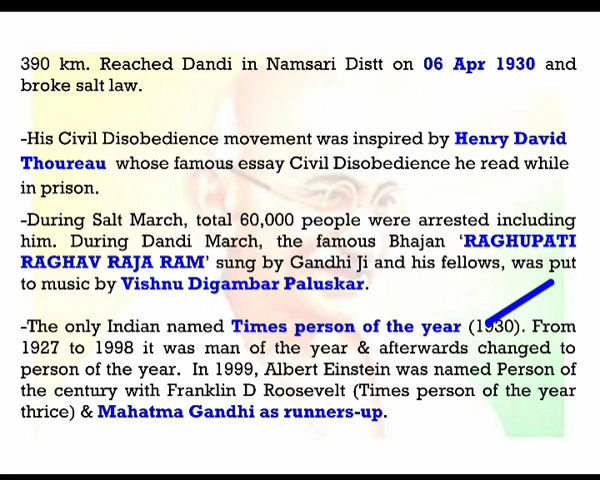 390 km. Reached Dandi in Namsari Distt on 06 Apr 1930 and
broke salt law.
-His Civil Disobedience movement was inspired by Henry David
Thoureau whose famous essay Civil Disobedience he read while
in prison.
-During Salt March, total 60,000 people were arrested including
him. During Dandi March, the famous Bhajan ‘RAGHUPATI
RAGHAV RAJA RAM’ sung by Gandhi Ji and his fellows, was put
to music by Vishnu Digambar Paluskar.
-The only Indian named Times person of the year (1930). From
1927 to 1998 it was man of the year & afterwards changed to
person of the year. In 1999, Albert Einstein was named Person of
the century with Franklin D Roosevelt (Times person of the year
thrice) & Mahatma Gandhi as runners-up.